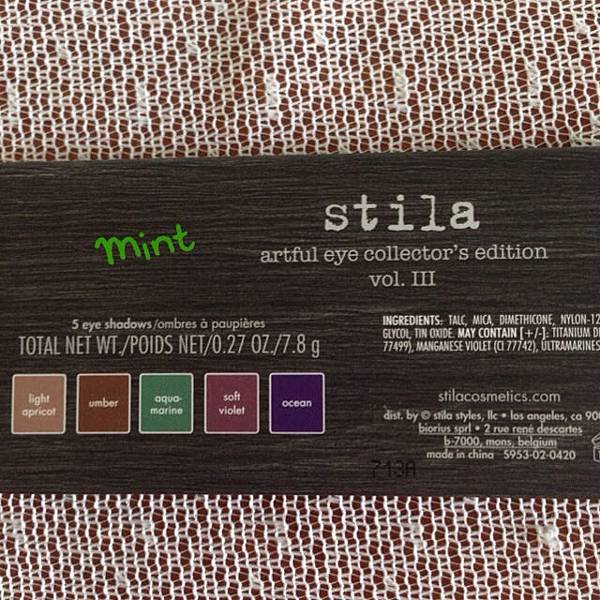 mint
stila
artful eye collector's edition
vol. III
5 eye shadows/ombres à paupières
TOTAL NET WT./POIDS NET/0.27 OZ./7.8 g
light
apricot
umber
aqua-
marine
soft
violet
ocean
INGREDIENTS: TALC, MICA, DIMETHICONE, NYLON-12
GLYCOL, TIN OXIDE. MAY CONTAIN [+/-]: TITANIUM
77499), MANGANESE VIOLET (CI 77742), ULTRAMARINES
stilacosmetics.com
dist. by © stila styles, llc • los angeles, ca
biorius sprl • 2 rue rené descartes
b-7000, mons, belgium
made in china 5953-02-0420
713A